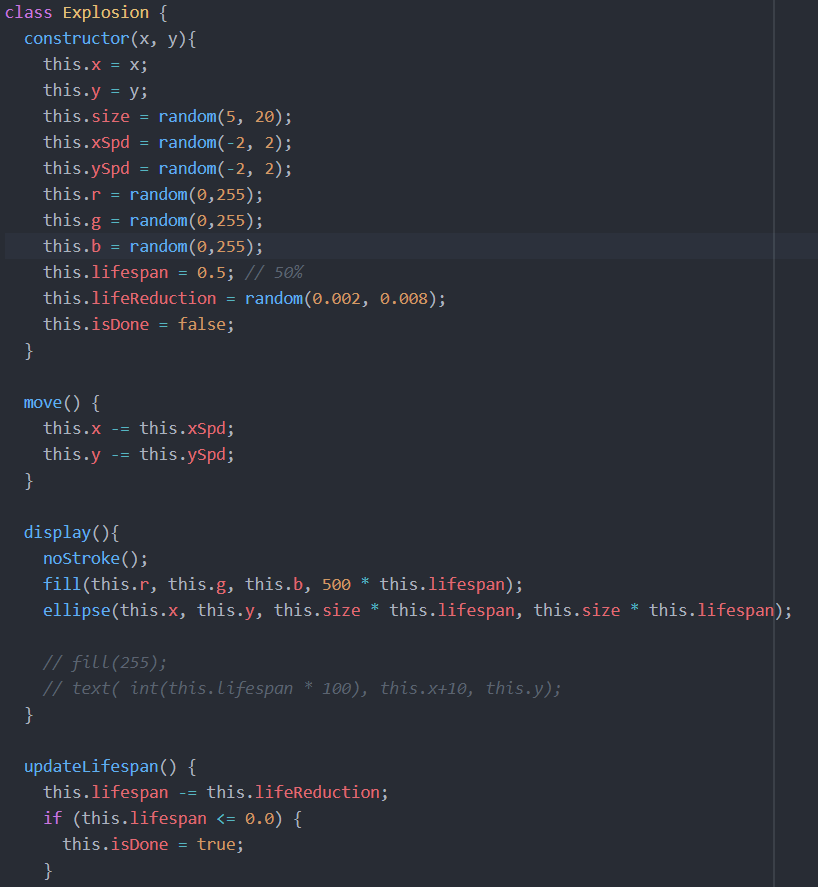 class Explosion {
  constructor(x, y){
    this.x = x;
    this.y = y;
    this.size = random(5, 20);
    this.xSpd = random(-2, 2);
    this.ySpd = random(-2, 2);
    this.r = random(0,255);
    this.g = random(0,255);
    this.b = random(0,255);
    this.lifespan = 0.5; // 50%
    this.lifeReduction = random(0.002, 0.008);
    this.isDone = false;
  }

  move() {
    this.x -= this.xSpd;
    this.y -= this.ySpd;
  }

  display(){
    noStroke();
    fill(this.r, this.g, this.b, 500 * this.lifespan);
    ellipse(this.x, this.y, this.size * this.lifespan, this.size * this.lifespan);

    // fill(255);
    // text( int(this.lifespan * 100), this.x+10, this.y);
  }

  updateLifespan() {
    this.lifespan -= this.lifeReduction;
    if (this.lifespan <= 0.0) {
      this.isDone = true;
    }